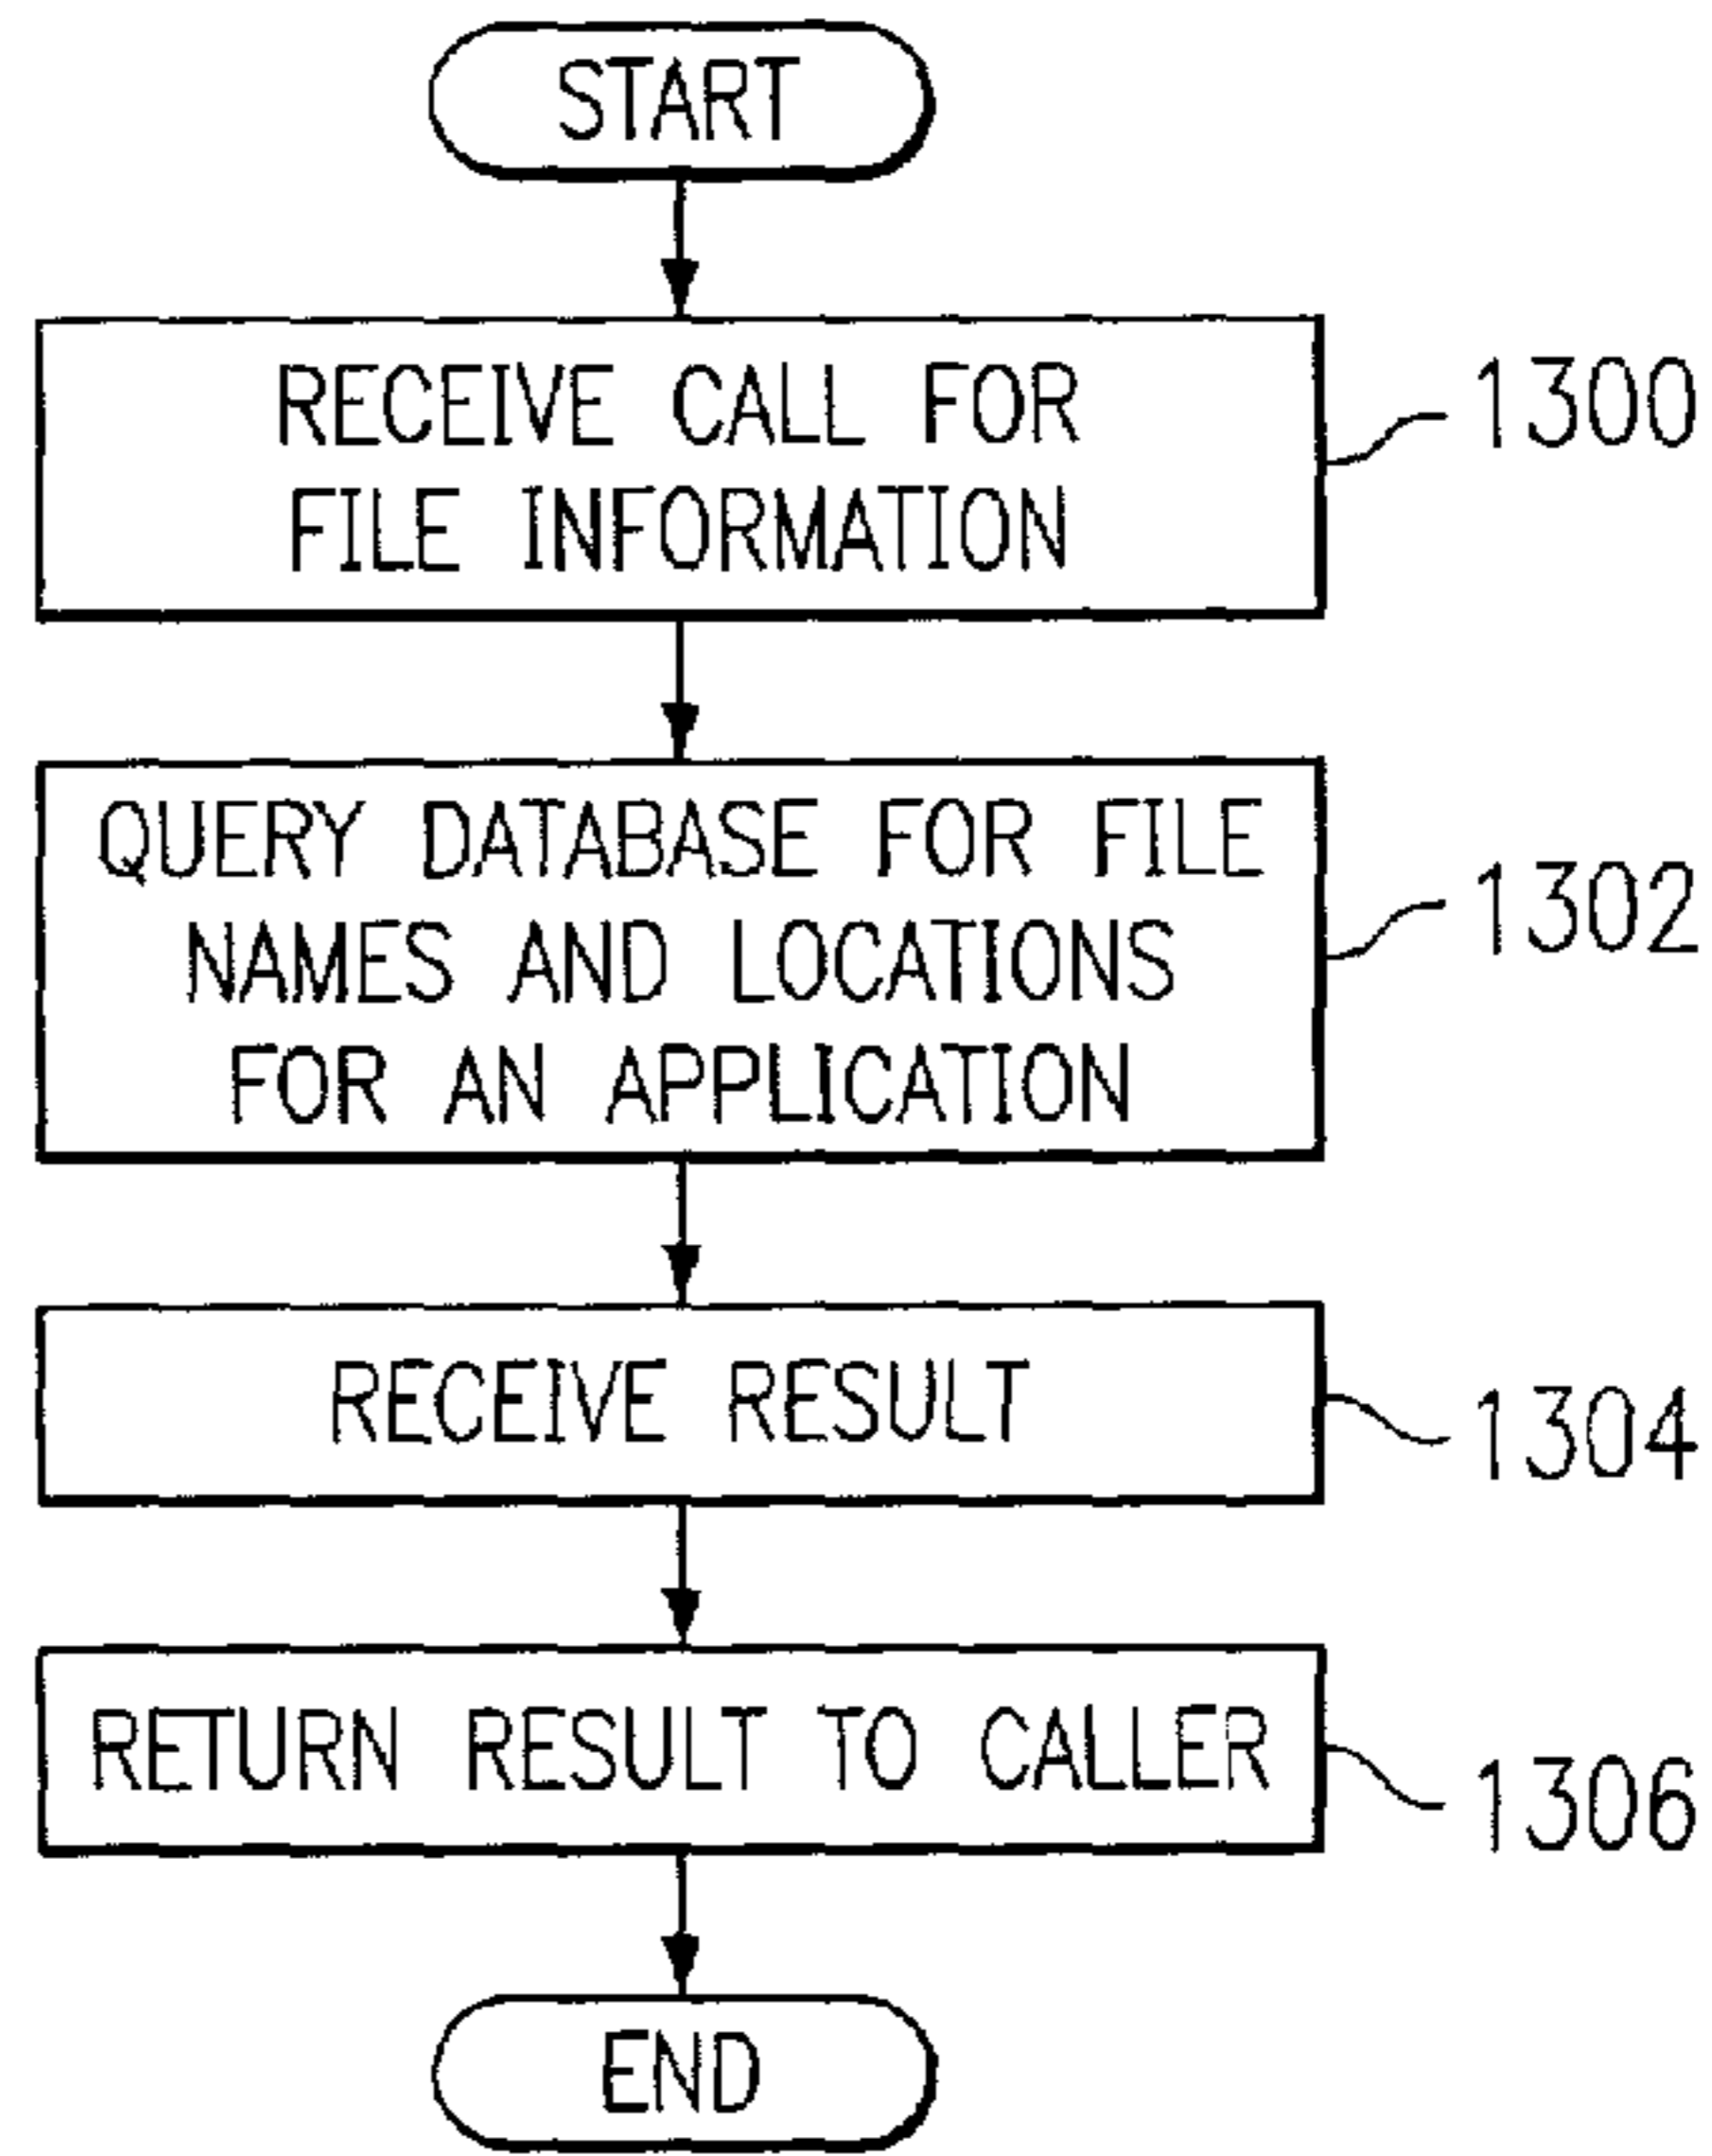 START
RECEIVE CALL FOR
FILE INFORMATION
1300
QUERY DATABASE FOR FILE
NAMES AND LOCATIONS
FOR AN APPLICATION
1302
RECEIVE RESULT
1304
RETURN RESULT TO CALLER
1306
END